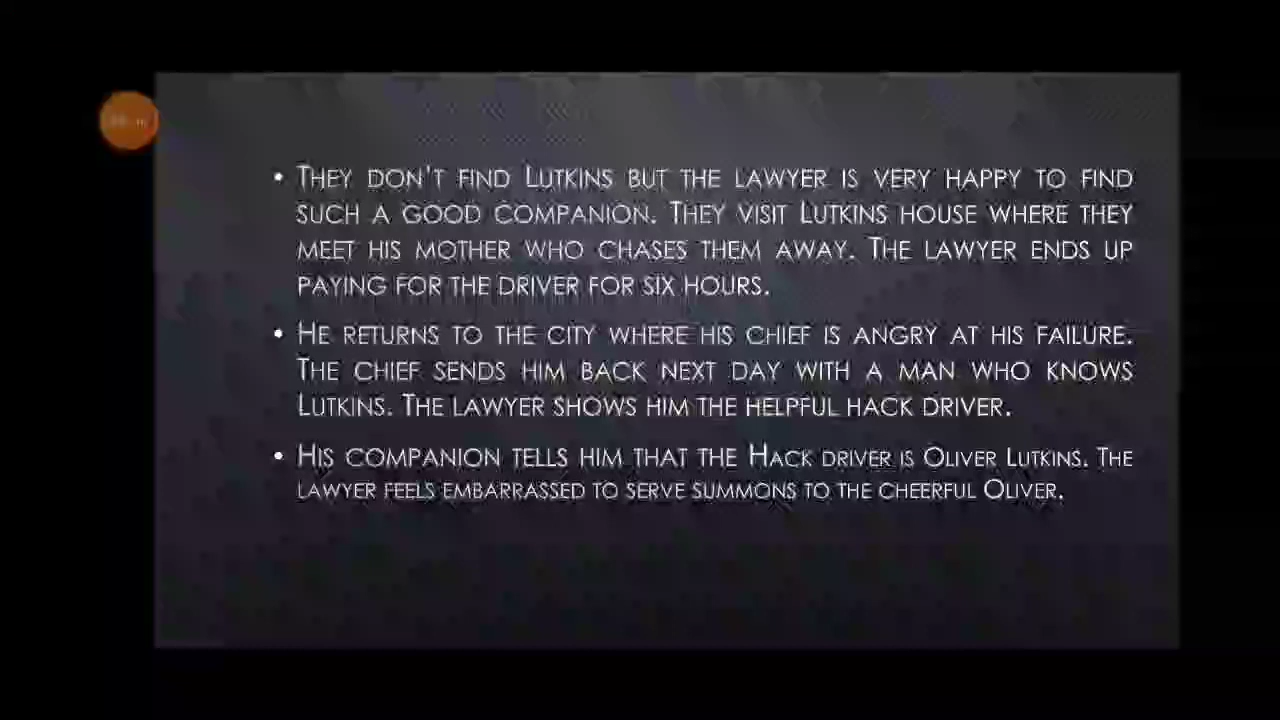 • They don't find Lutkins but the lawyer is very happy to find
such a good companion. They visit Lutkins house where they
meet his mother who chases them away. The lawyer ends up
paying for the driver for six hours.
• He returns to the city where his chief is angry at his failure.
The chief sends him back next day with a man who knows
Lutkins. The lawyer shows him the helpful hack driver.
• His companion tells him that the Hack driver is Oliver Lutkins. The
lawyer feels embarrassed to serve summons to the cheerful Oliver.